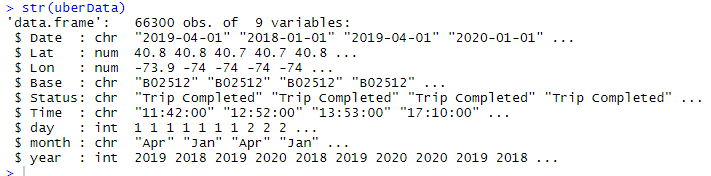 > str(uberData)
'data.frame':   66300 obs. of  9 variables:
 $ Date  : chr  "2019-04-01" "2018-01-01" "2019-04-01" "2020-01-01" ...
 $ Lat   : num  40.8 40.8 40.7 40.7 40.8 ...
 $ Lon   : num  -73.9 -74 -74 -74 -74 ...
 $ Base  : chr  "B02512" "B02512" "B02512" "B02512" ...
 $ Status: chr  "Trip Completed" "Trip Completed" "Trip Completed" "Trip Completed" ...
 $ Time  : chr  "11:42:00" "12:52:00" "13:53:00" "17:10:00" ...
 $ day   : int  1 1 1 1 1 1 1 2 2 2 ...
 $ month : chr  "Apr" "Jan" "Apr" "Jan" ...
 $ year  : int  2019 2018 2019 2020 2018 2019 2020 2020 2019 2018 ...
>